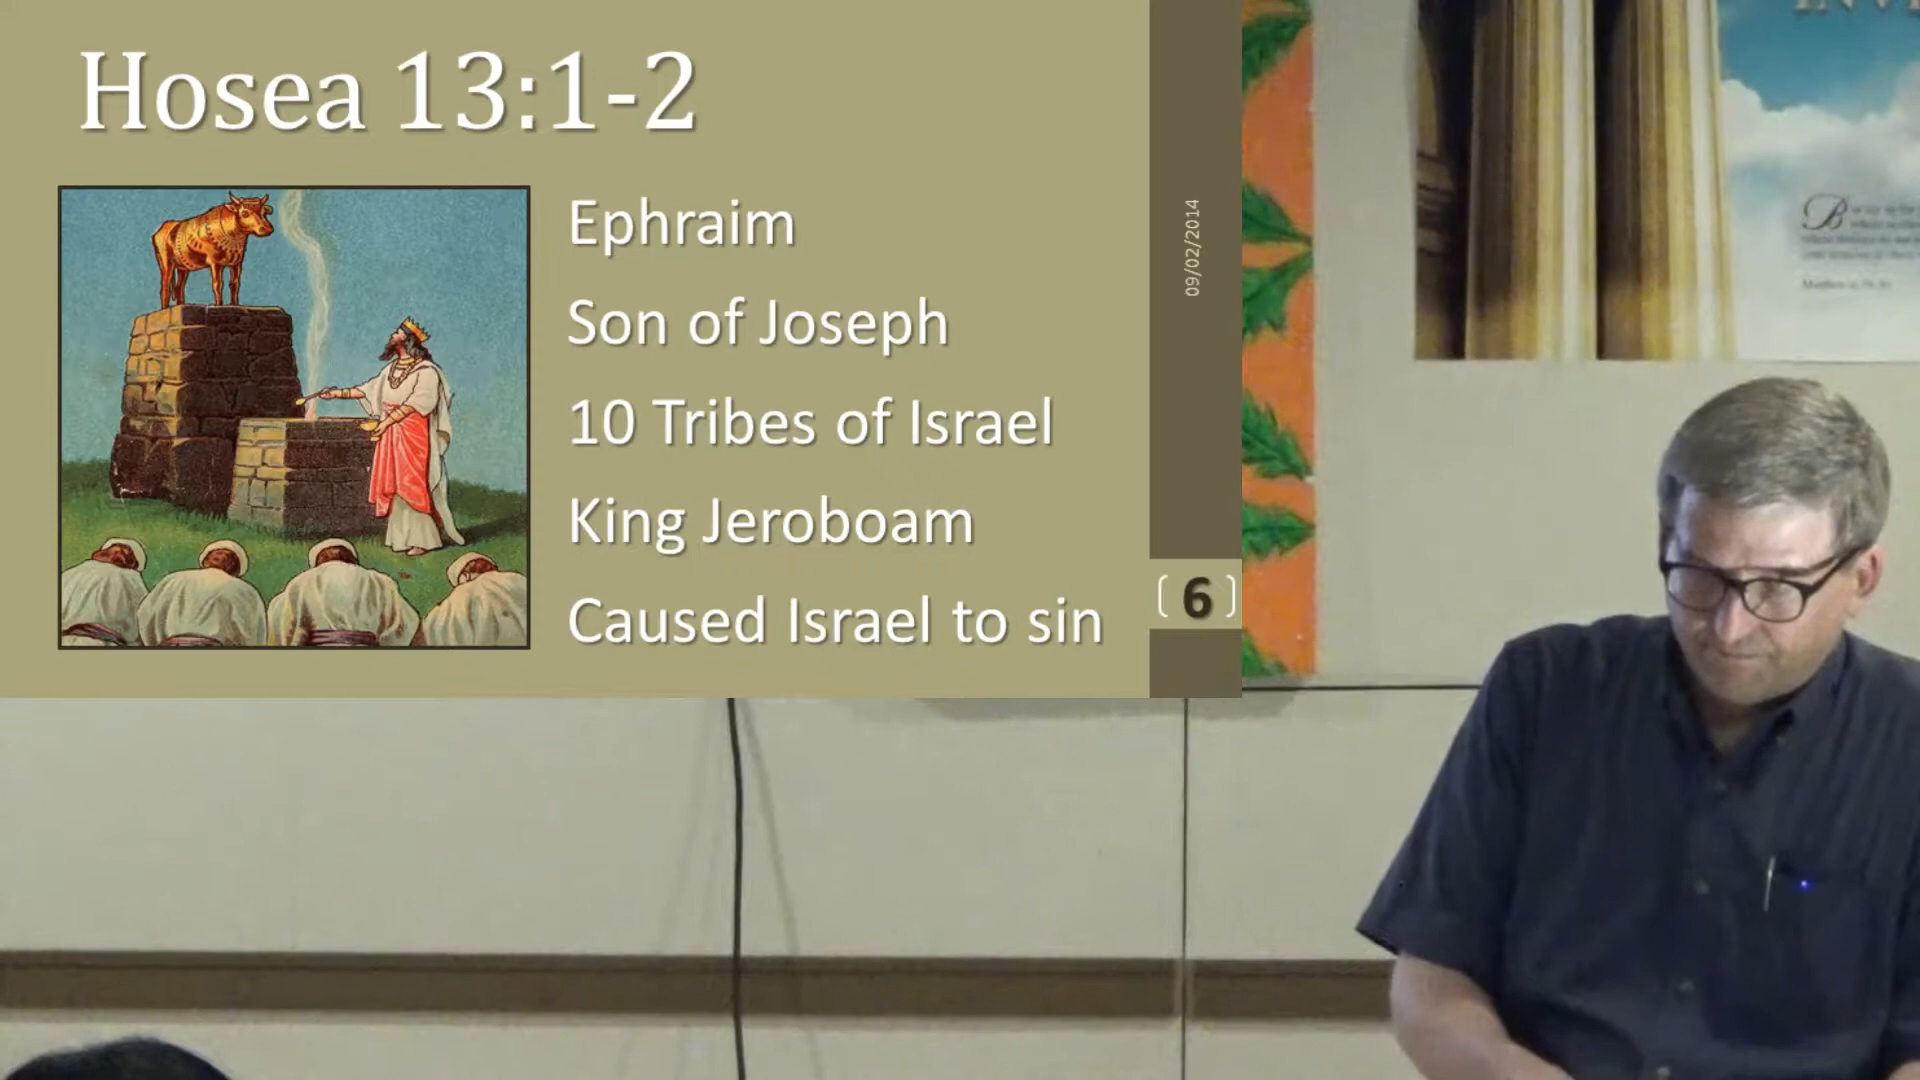 Hosea 13:1-2
Ephraim
Son of Joseph
10 Tribes of Israel
King Jeroboam
Caused Israel to sin
09/02/2014
6